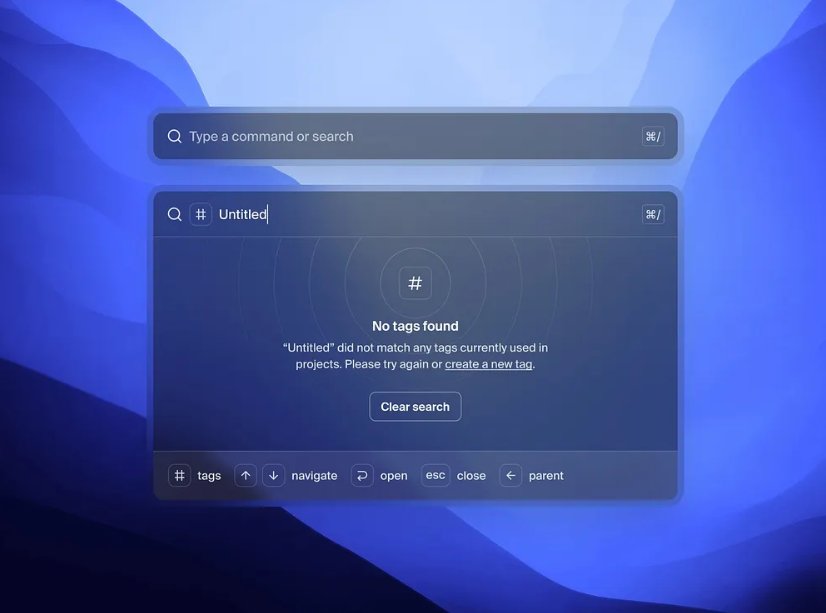 Type a command or search ⌘/
# Untitled ⌘/
#
No tags found
“Untitled” did not match any tags currently used in
projects. Please try again or create a new tag.
Clear search
# tags ↑ ↓ navigate open esc close ← parent